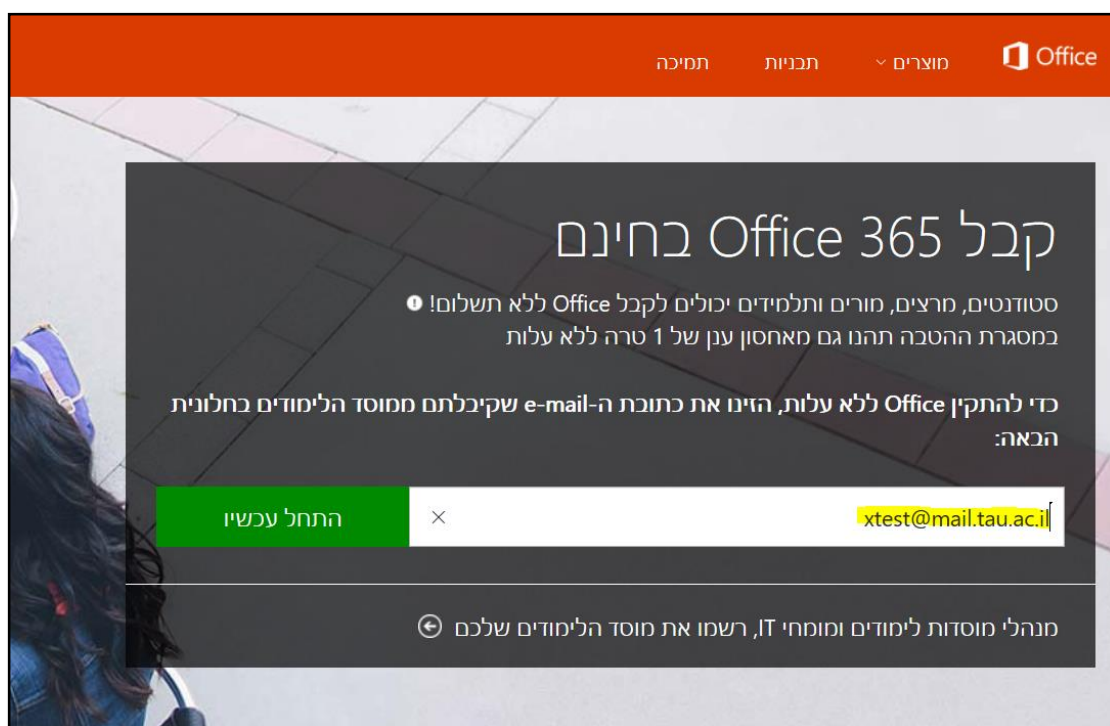 Office
מוצרים
תבניות
תמיכה
קבל Office 365 בחינם
סטודנטים, מרצים, מורים ותלמידים יכולים לקבל Office ללא תשלום!
במסגרת ההטבה תהנו גם מאחסון ענן של 1 טרה ללא עלות
כדי להתקין Office ללא עלות, הזינו את כתובת ה-e-mail שקיבלתם ממוסד הלימודים בחלונית
הבאה:
xtest@mail.tau.ac.il
התחל עכשיו
מנהלי מוסדות לימודים ומומחי IT, רשמו את מוסד הלימודים שלכם